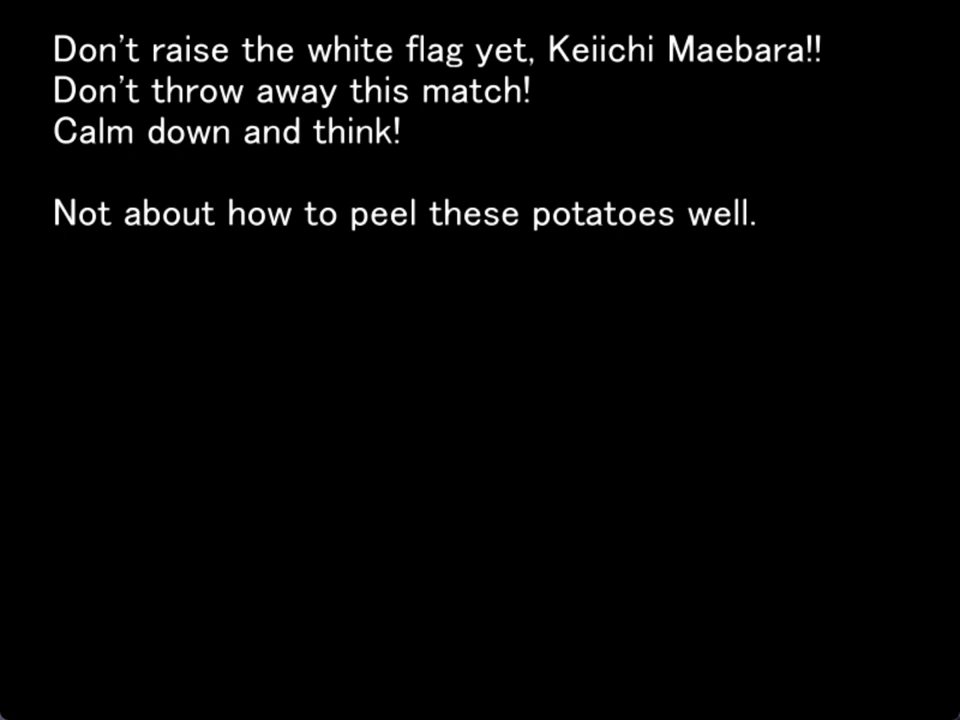 Don't raise the white flag yet, Keiichi Maebara!!
Don't throw away this match!
Calm down and think!
Not about how to peel these potatoes well.